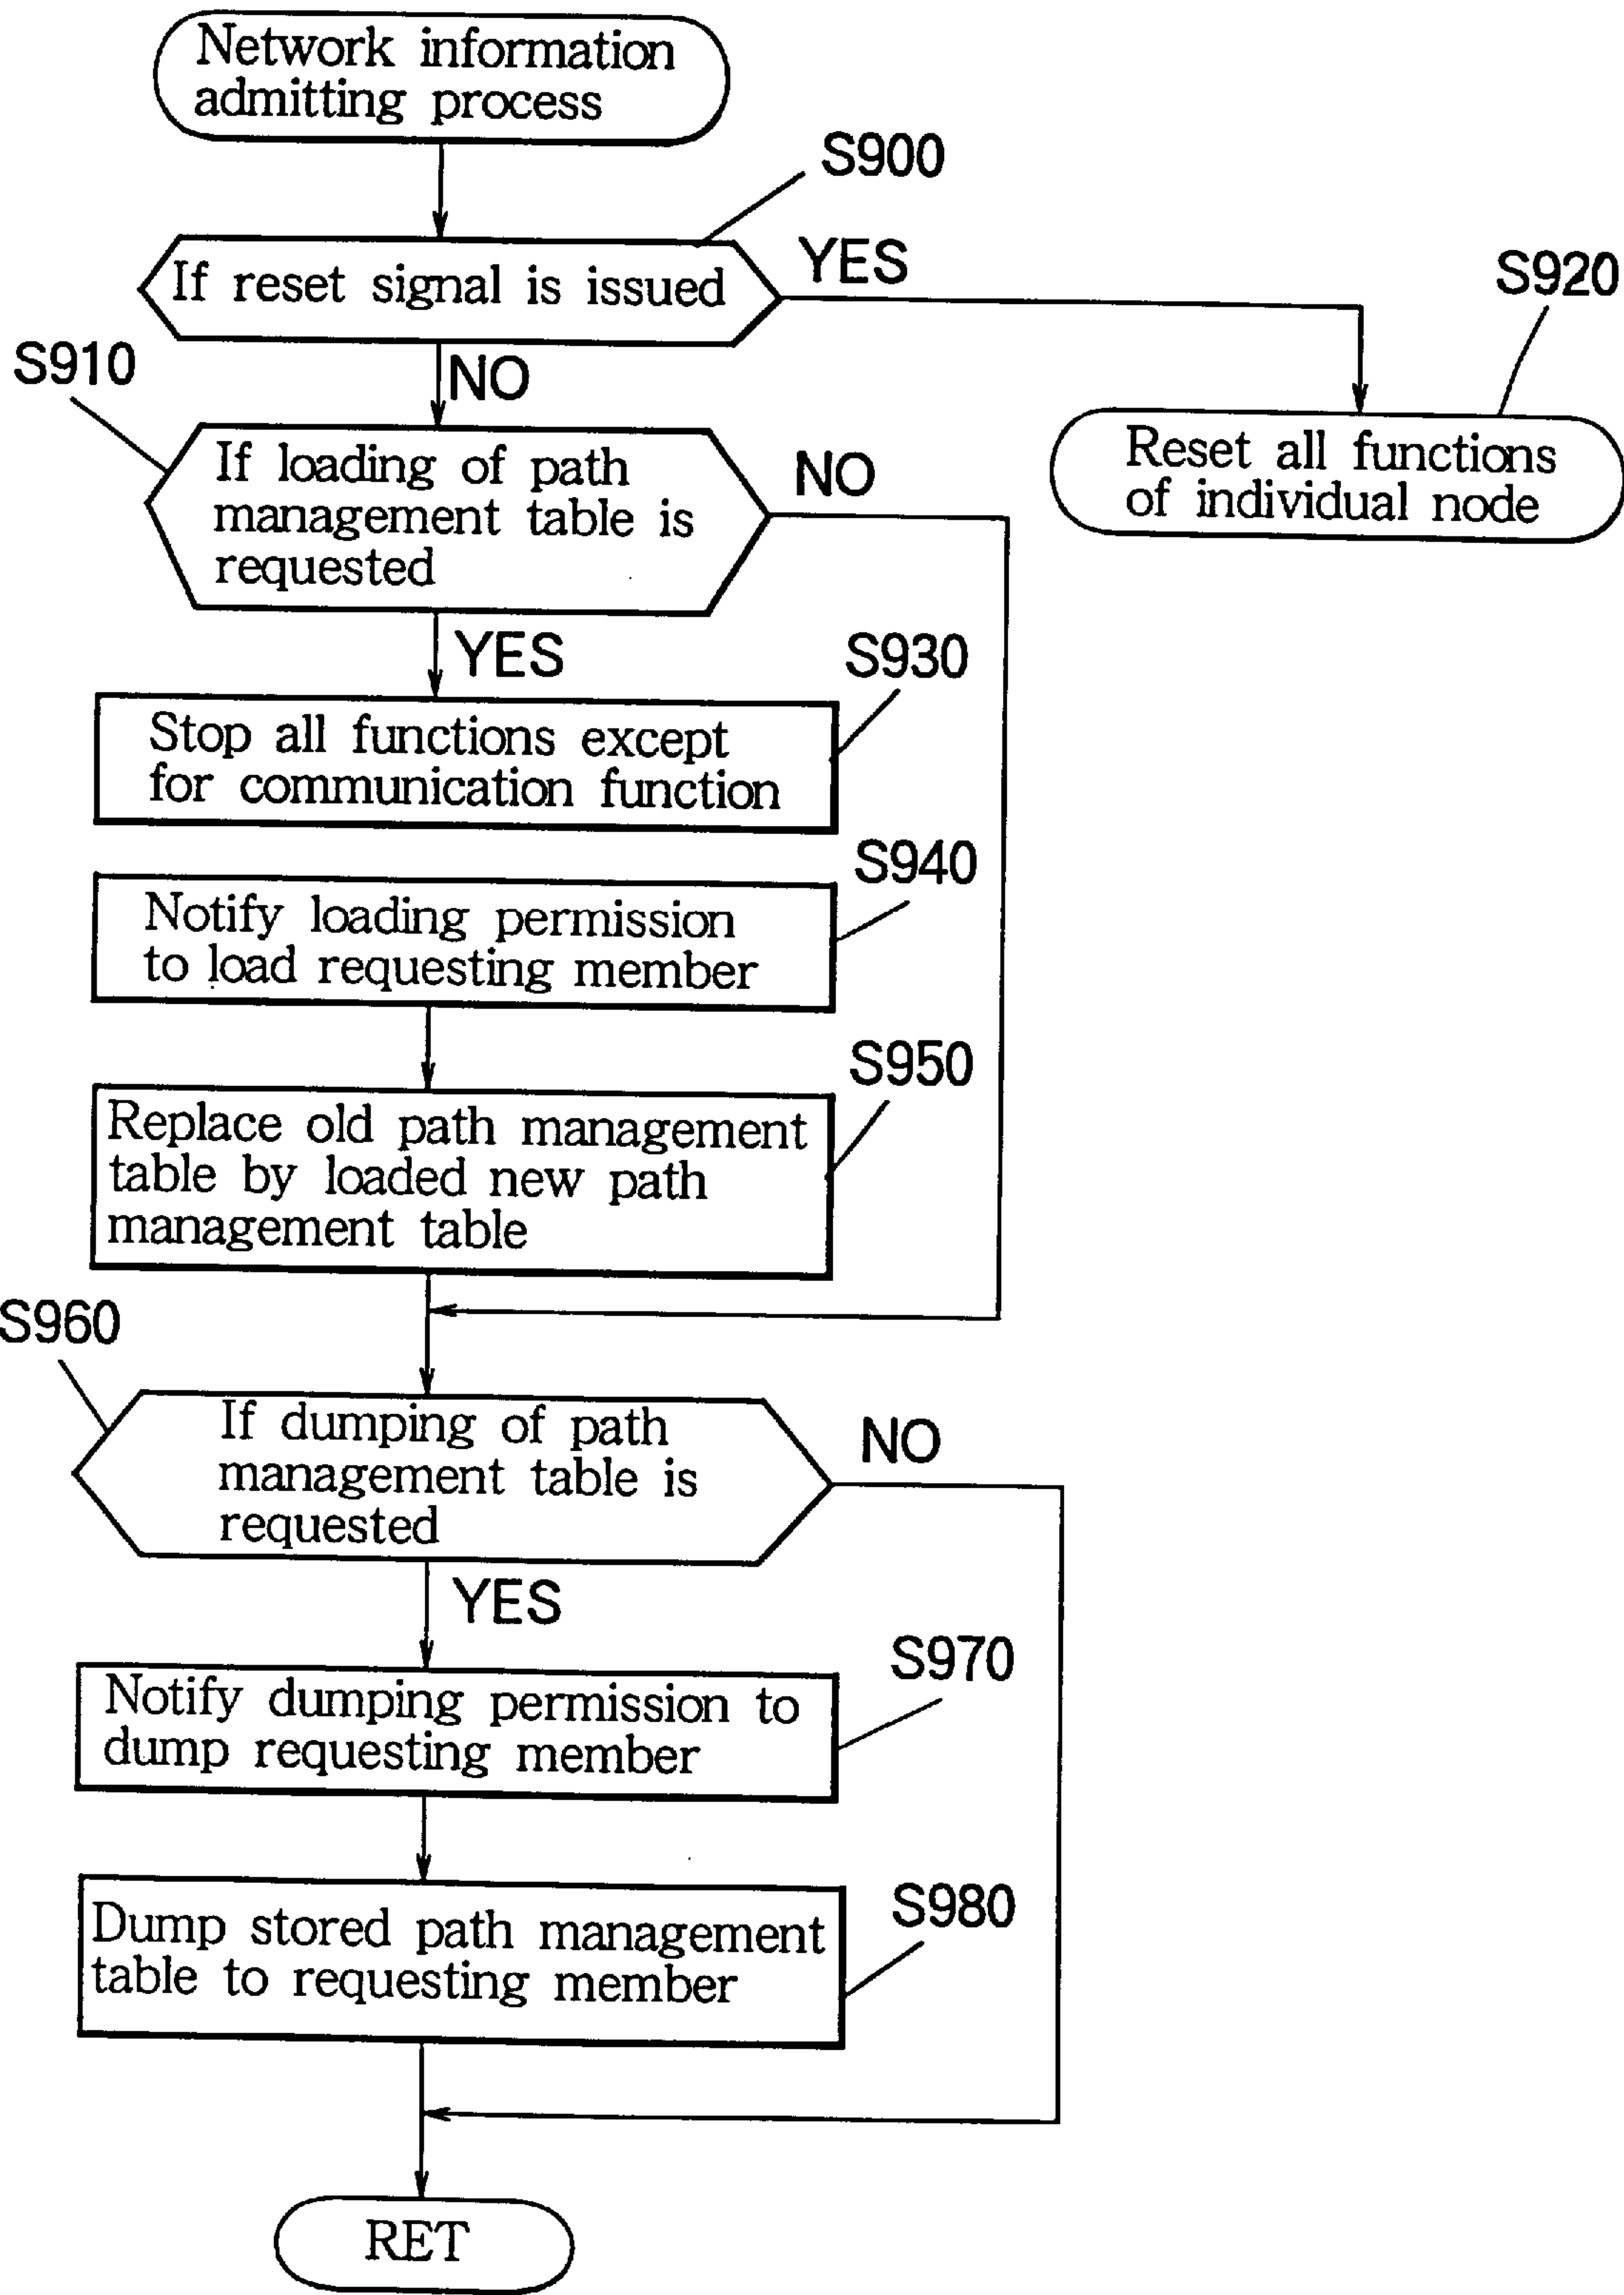 Network information
admitting process
S900
If reset signal is issued
YES
S920
Reset all functions
of individual node
NO
S910
If loading of path
management table is
requested
NO
YES
S930
Stop all functions except
for communication function
S940
Notify loading permission
to load requesting member
S950
Replace old path management
table by loaded new path
management table
S960
If dumping of path
management table is
requested
NO
YES
S970
Notify dumping permission to
dump requesting member
S980
Dump stored path management
table to requesting member
RET